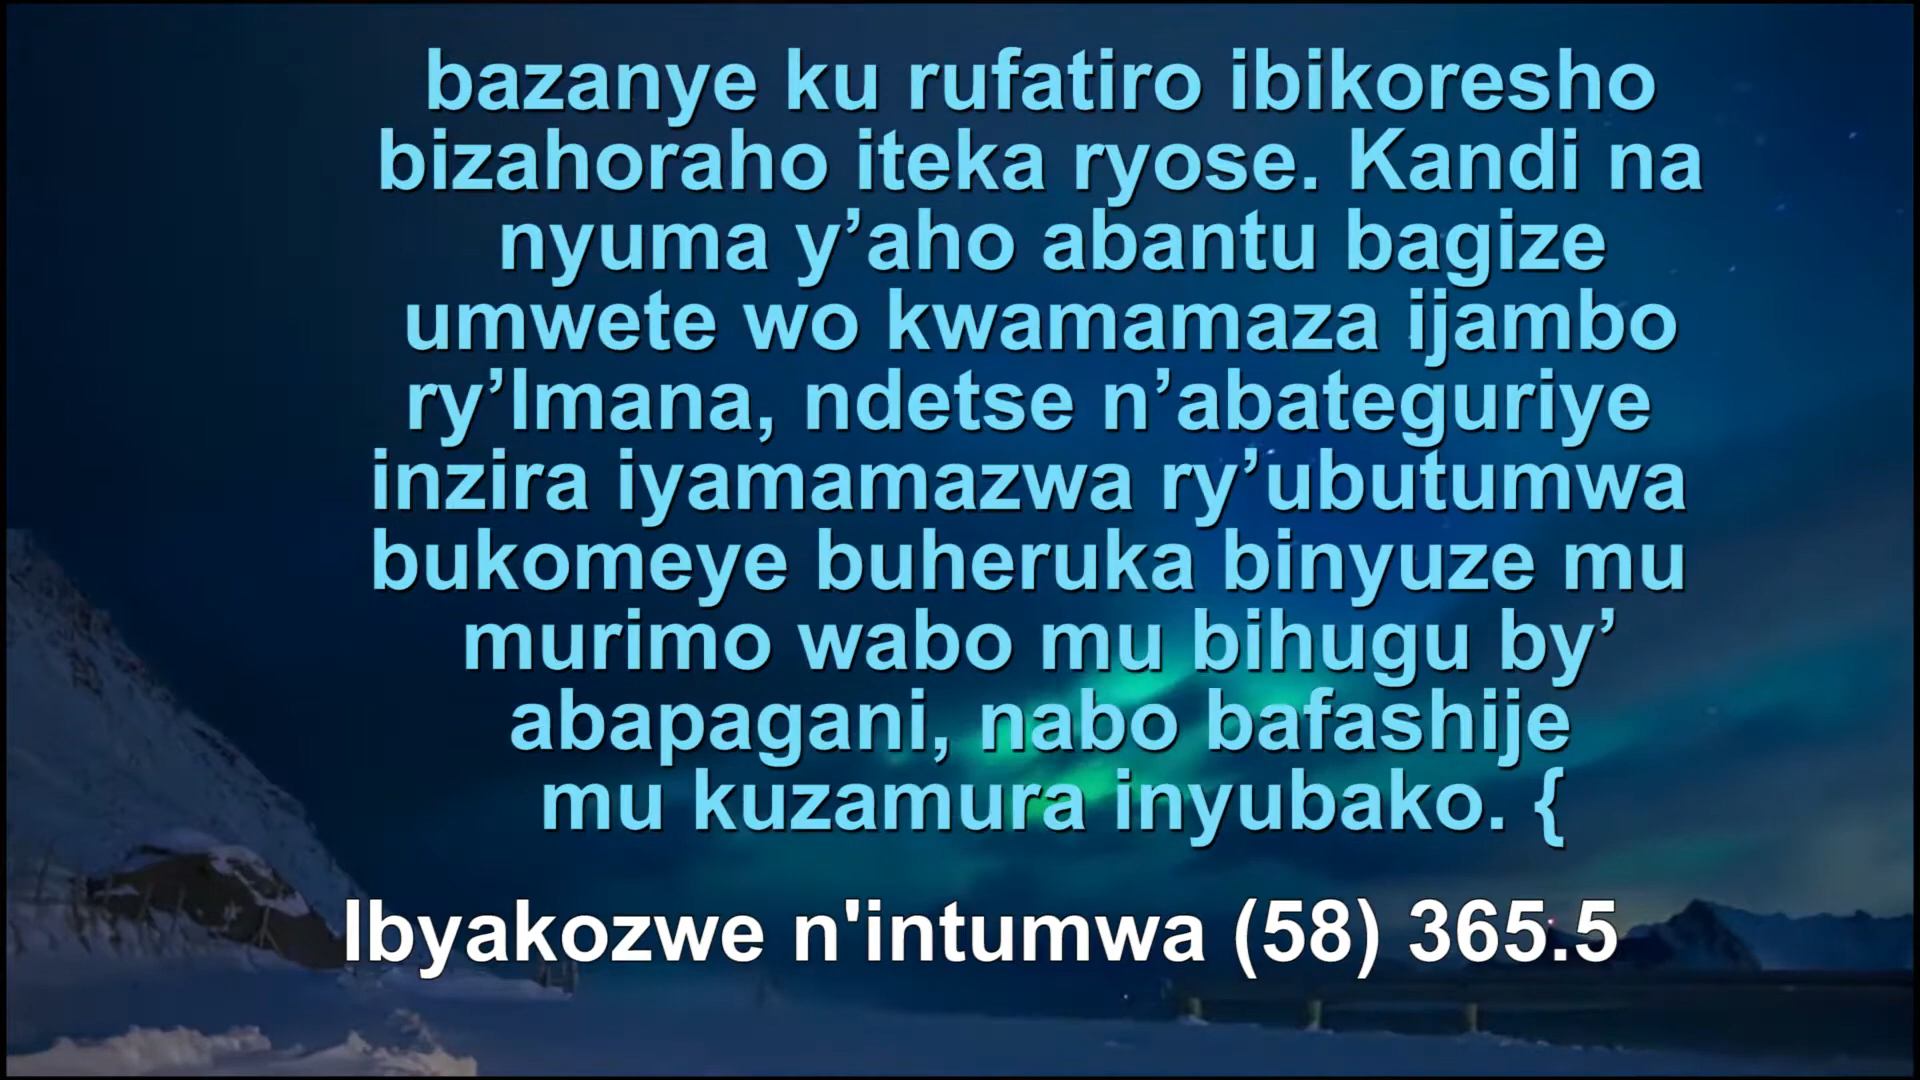 bazanye ku rufatiro ibikoresho
bizahoraho iteka ryose. Kandi na
nyuma y’aho abantu bagize
umwete wo kwamamaza ijambo
ry’Imana, ndetse n’abateguriye
inzira iyamamazwa ry’ubutumwa
bukomeye buheruka binyuze mu
murimo wabo mu bihugu by’
abapagani, nabo bafashije
mu kuzamura inyubako. {
Ibyakozwe n'intumwa (58) 365.5